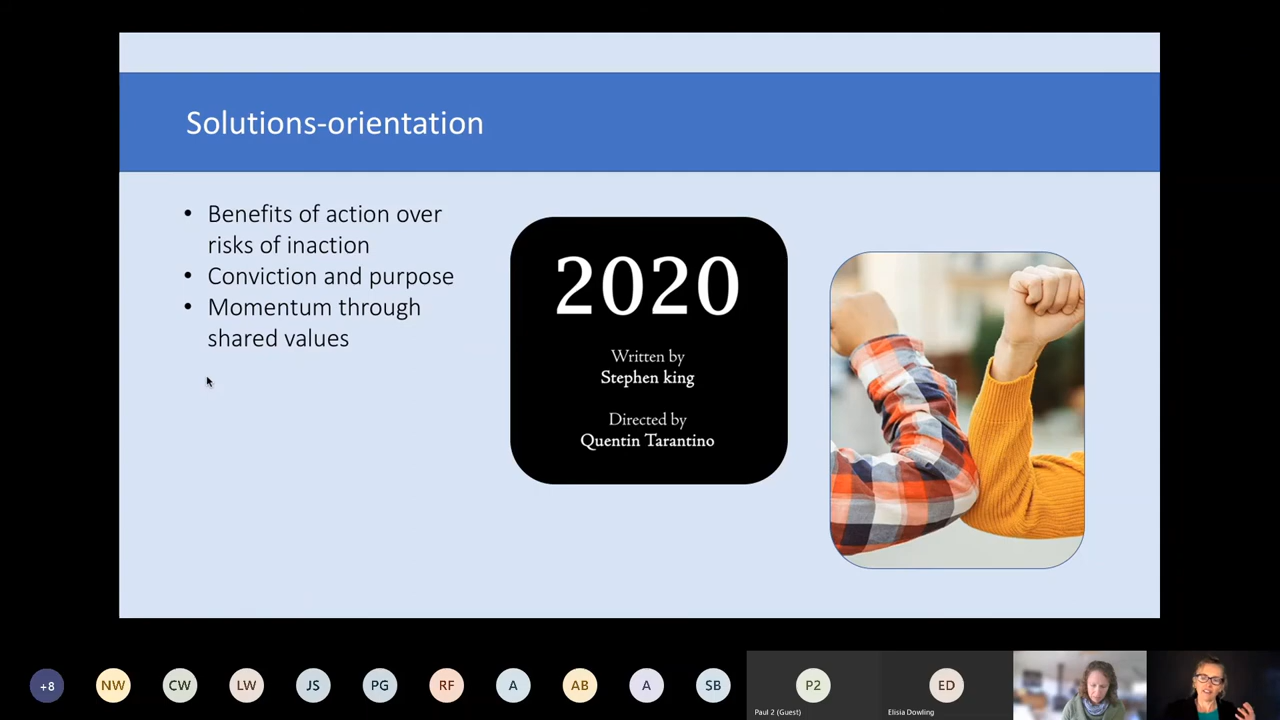 Solutions-orientation
• Benefits of action over
risks of inaction
• Conviction and purpose
• Momentum through
shared values
2020
Written by
Stephen king
Directed by
Quentin Tarantino
+8
NW
CW
LW
JS
PG
RF
A
AB
A
SB
P2
Paul 2 (Guest)
ED
Elisia Dowling